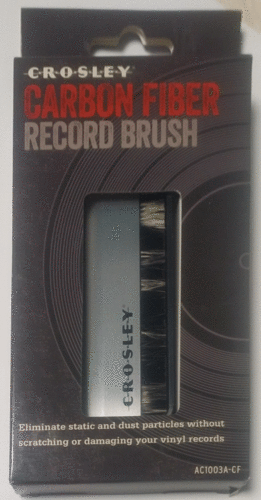 CROSLEY
CARBON FIBER
RECORD BRUSH
CROSLEY
Eliminate static and dust particles without
scratching or damaging your vinyl records
AC1003A-CF